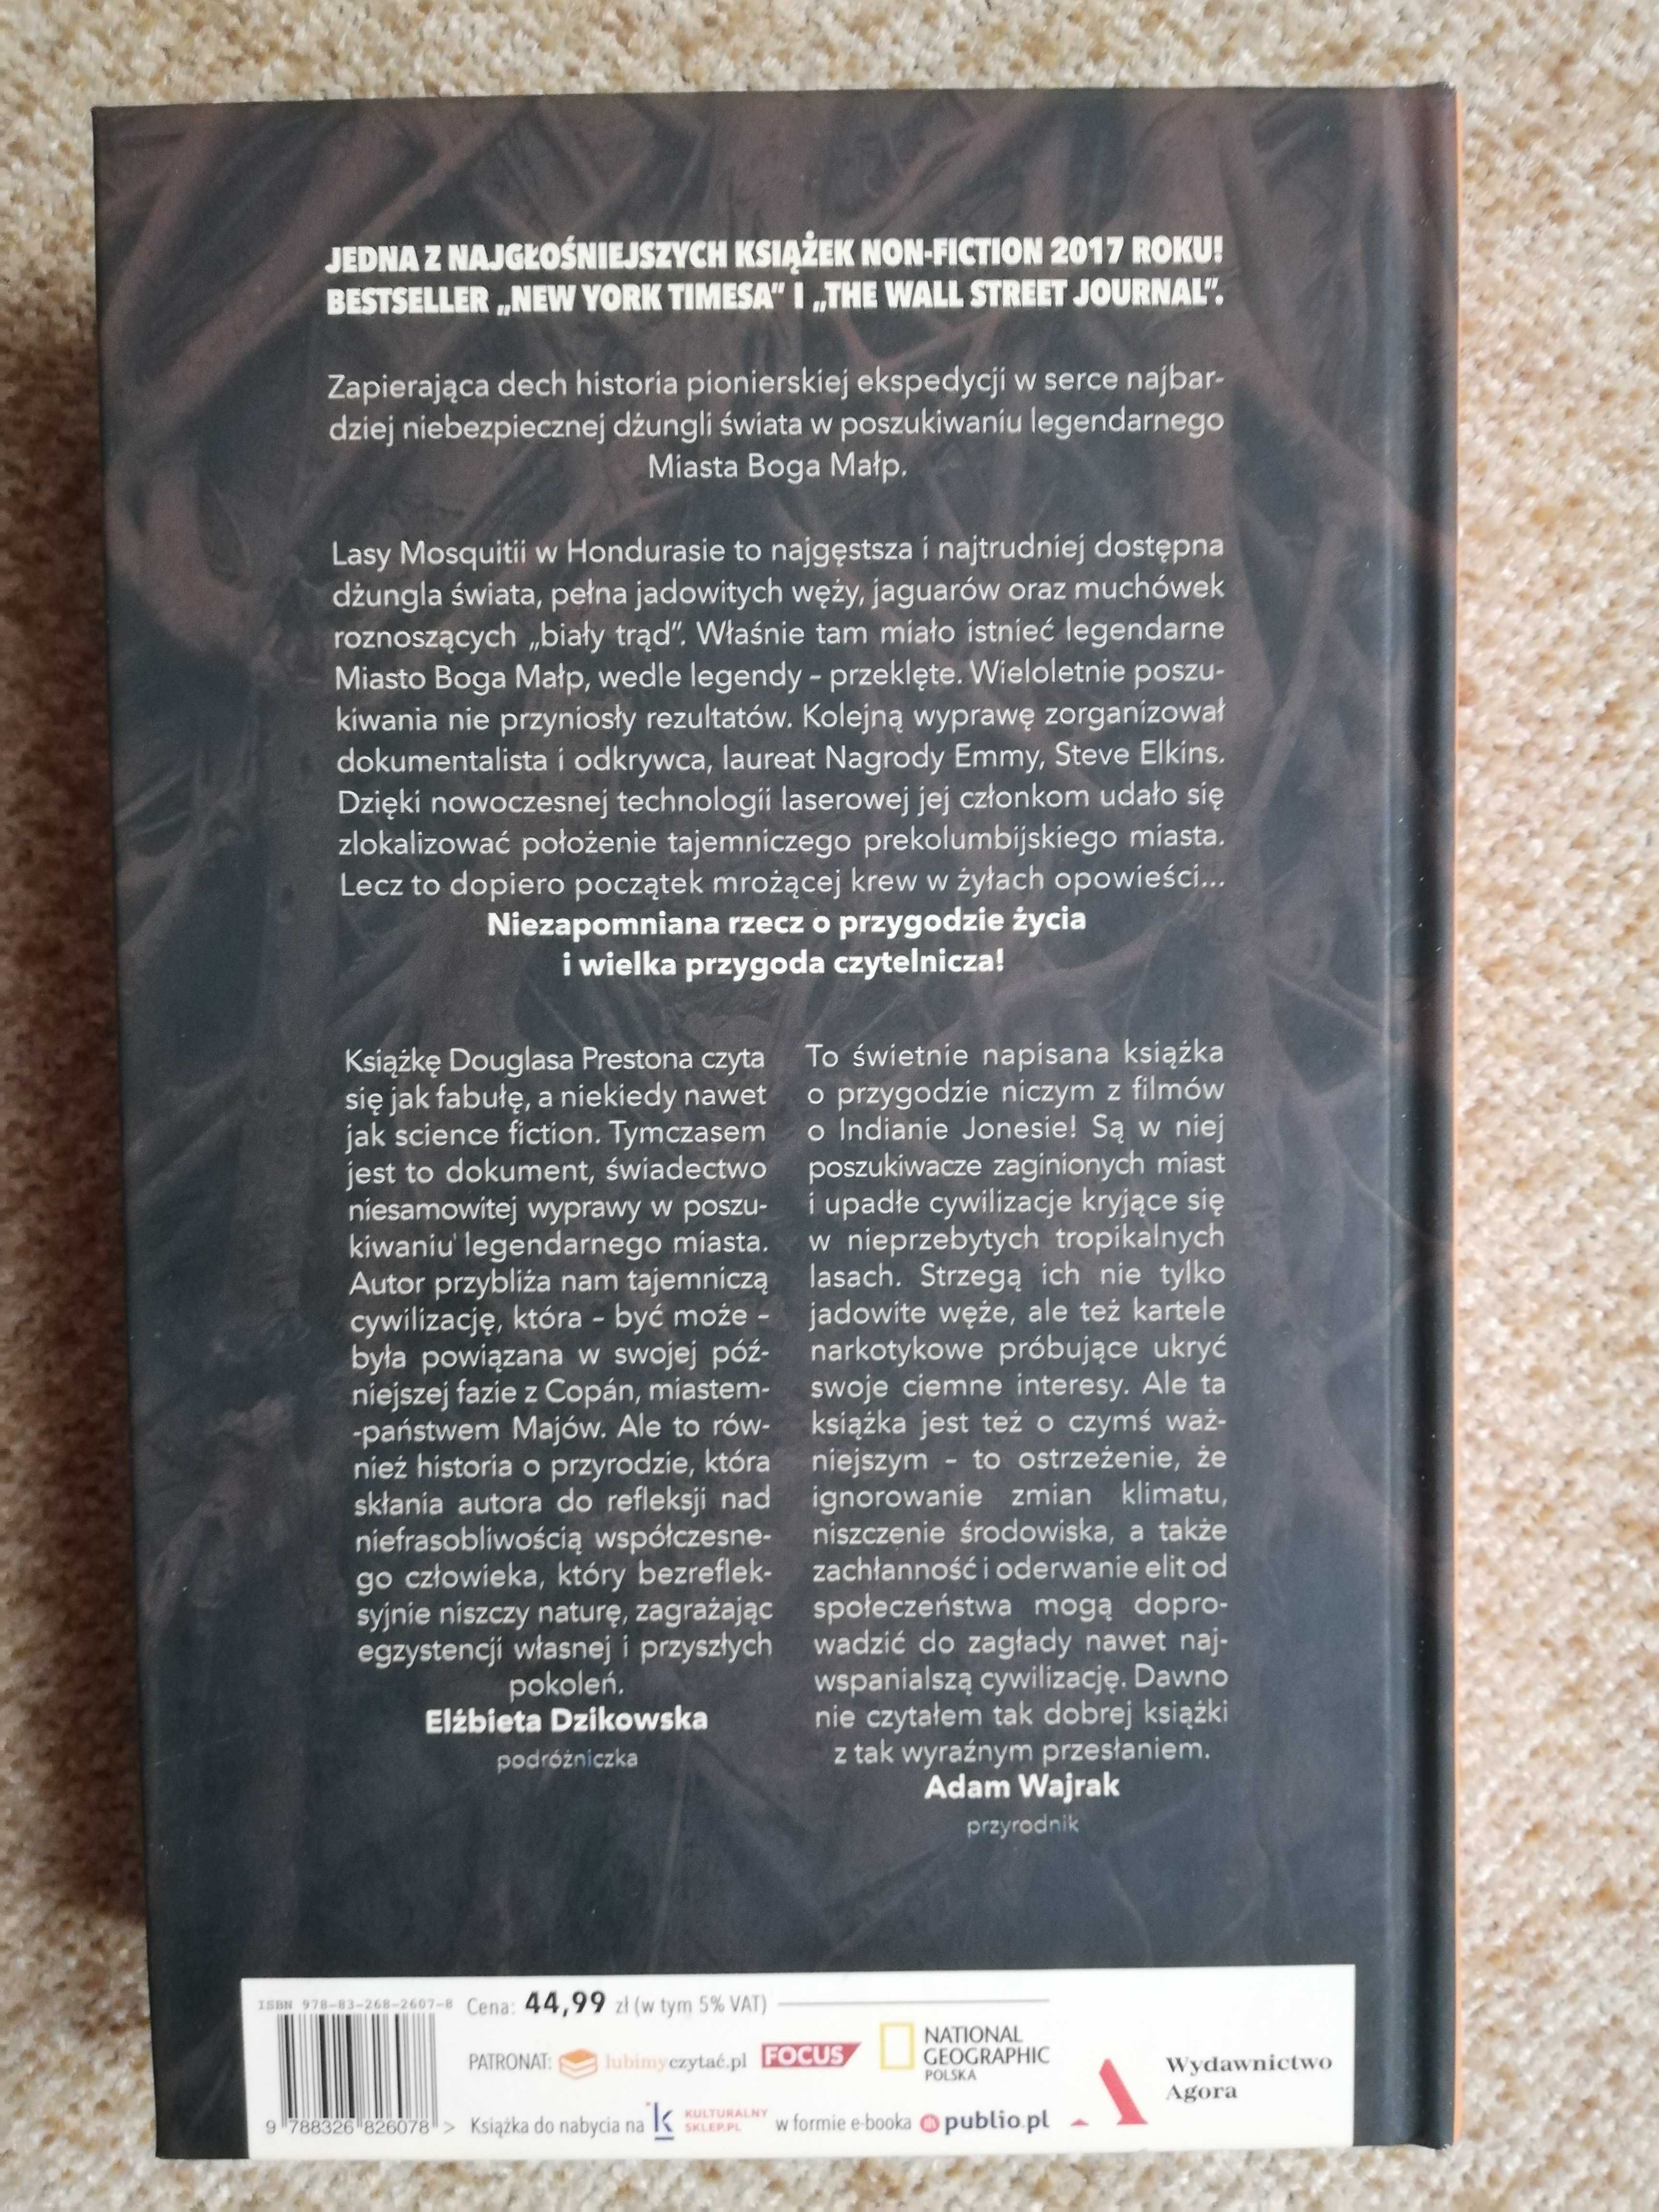 JEDNA Z NAJGŁOŚNIEJSZYCH KSIĄŻEK NON-FICTION 2017 ROKU!
BESTSELLER „NEW YORK TIMESA” I „THE WALL STREET JOURNAL”.
Zapierająca dech historia pionierskiej ekspedycji w serce najbar-
dziej niebezpiecznej dżungli świata w poszukiwaniu legendarnego
Miasta Boga Małp.
Lasy Mosquitii w Hondurasie to najgęstsza i najtrudniej dostępna
dżungla świata, pełna jadowitych węży, jaguarów oraz muchówek
roznoszących „biały trąd”. Właśnie tam miało istnieć legendarne
Miasto Boga Małp, wedle legendy – przeklęte. Wieloletnie poszu-
kiwania nie przyniosły rezultatów. Kolejną wyprawę zorganizował
dokumentalista i odkrywca, laureat Nagrody Emmy, Steve Elkins.
Dzięki nowoczesnej technologii laserowej jej członkom udało się
zlokalizować położenie tajemniczego prekolumbijskiego miasta.
Lecz to dopiero początek mrożącej krew w żyłach opowieści...
Niezapomniana rzecz o przygodzie życia
i wielka przygoda czytelnicza!
Książkę Douglasa Prestona czyta
się jak fabułę, a niekiedy nawet
jak science fiction. Tymczasem
jest to dokument, świadectwo
niesamowitej wyprawy w poszu-
kiwaniu legendarnego miasta.
Autor przybliża nam tajemniczą
cywilizację, która – być może –
była powiązana w swojej póź-
niejszej fazie z Copán, miastem-
-państwem Majów. Ale to rów-
nież historia o przyrodzie, która
skłania autora do refleksji nad
niefrasobliwością współczesne-
go człowieka, który bezreflek-
syjnie niszczy naturę, zagrażając
egzystencji własnej i przyszłych
pokoleń.
Elżbieta Dzikowska
podróżniczka
To świetnie napisana książka
o przygodzie niczym z filmów
o Indianie Jonesie! Są w niej
poszukiwacze zaginionych miast
i upadłe cywilizacje kryjące się
w nieprzebytych tropikalnych
lasach. Strzegą ich nie tylko
jadowite węże, ale też kartele
narkotykowe próbujące ukryć
swoje ciemne interesy. Ale ta
książka jest też o czymś waż-
niejszym – to ostrzeżenie, że
ignorowanie zmian klimatu,
niszczenie środowiska, a także
zachłanność i oderwanie elit od
społeczeństwa mogą dopro-
wadzić do zagłady nawet naj-
wspanialszą cywilizację. Dawno
nie czytałem tak dobrej książki
z tak wyraźnym przesłaniem.
Adam Wajrak
przyrodnik
ISBN 978-83-268-2607-8
9 788326 826078 >
Cena: 44,99 zł (w tym 5% VAT)
PATRONAT: lubimyczytać.pl FOCUS NATIONAL GEOGRAPHIC POLSKA
Książka do nabycia na k KULTURALNY SKLEP.PL w formie e-booka publio.pl
Wydawnictwo
Agora